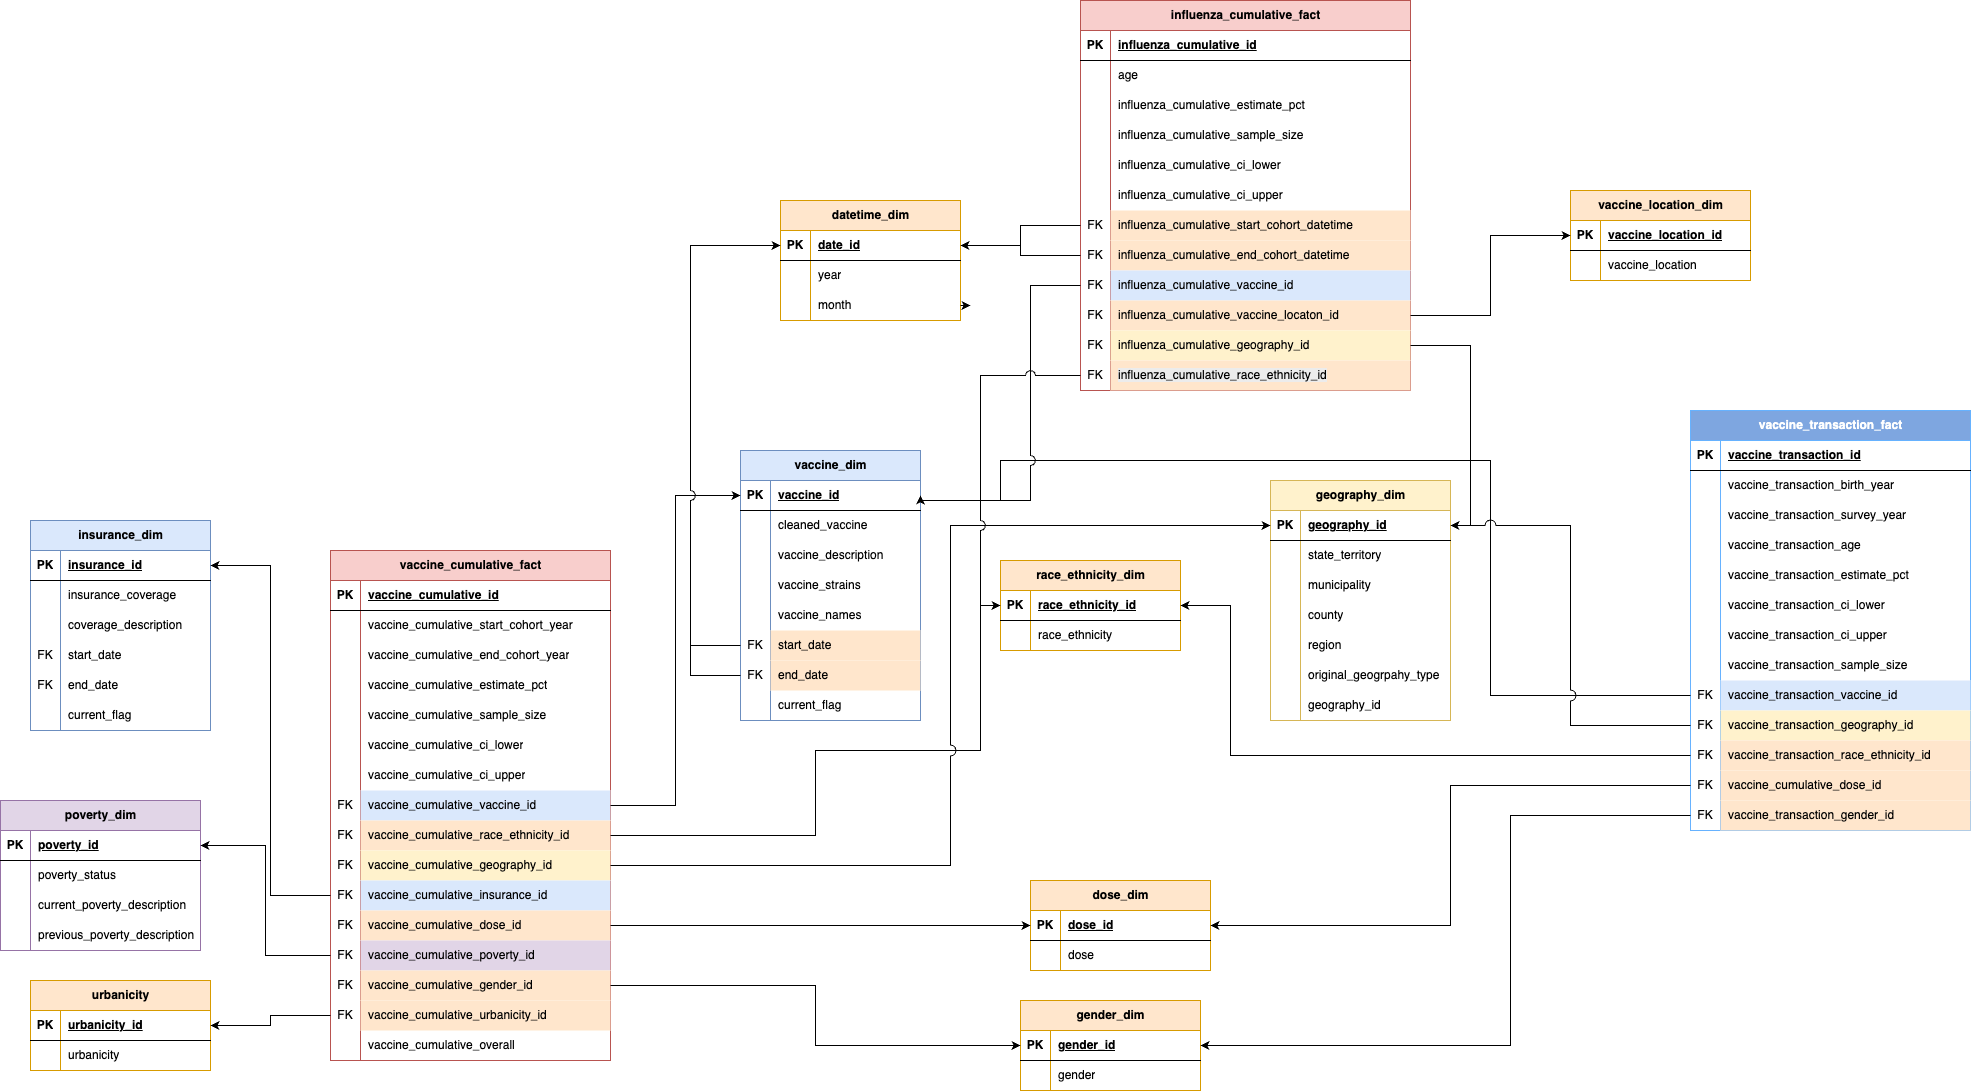 influenza_cumulative_fact
PK influenza_cumulative_id
age
influenza_cumulative_estimate_pct
influenza_cumulative_sample_size
influenza_cumulative_ci_lower
influenza_cumulative_ci_upper
FK influenza_cumulative_start_cohort_datetime
FK influenza_cumulative_end_cohort_datetime
FK influenza_cumulative_vaccine_id
FK influenza_cumulative_vaccine_locaton_id
FK influenza_cumulative_geography_id
FK influenza_cumulative_race_ethnicity_id
datetime_dim
PK date_id
year
month
vaccine_location_dim
PK vaccine_location_id
vaccine_location
vaccine_transaction_fact
PK vaccine_transaction_id
vaccine_transaction_birth_year
vaccine_transaction_survey_year
vaccine_transaction_age
vaccine_transaction_estimate_pct
vaccine_transaction_ci_lower
vaccine_transaction_ci_upper
vaccine_transaction_sample_size
FK vaccine_transaction_vaccine_id
FK vaccine_transaction_geography_id
FK vaccine_transaction_race_ethnicity_id
FK vaccine_cumulative_dose_id
FK vaccine_transaction_gender_id
vaccine_dim
PK vaccine_id
cleaned_vaccine
vaccine_description
vaccine_strains
vaccine_names
FK start_date
FK end_date
current_flag
geography_dim
PK geography_id
state_territory
municipality
county
region
original_geogrpahy_type
geography_id
race_ethnicity_dim
PK race_ethnicity_id
race_ethnicity
insurance_dim
PK insurance_id
insurance_coverage
coverage_description
FK start_date
FK end_date
current_flag
vaccine_cumulative_fact
PK vaccine_cumulative_id
vaccine_cumulative_start_cohort_year
vaccine_cumulative_end_cohort_year
vaccine_cumulative_estimate_pct
vaccine_cumulative_sample_size
vaccine_cumulative_ci_lower
vaccine_cumulative_ci_upper
FK vaccine_cumulative_vaccine_id
FK vaccine_cumulative_race_ethnicity_id
FK vaccine_cumulative_geography_id
FK vaccine_cumulative_insurance_id
FK vaccine_cumulative_dose_id
FK vaccine_cumulative_poverty_id
FK vaccine_cumulative_gender_id
FK vaccine_cumulative_urbanicity_id
vaccine_cumulative_overall
poverty_dim
PK poverty_id
poverty_status
current_poverty_description
previous_poverty_description
urbanicity
PK urbanicity_id
urbanicity
dose_dim
PK dose_id
dose
gender_dim
PK gender_id
gender